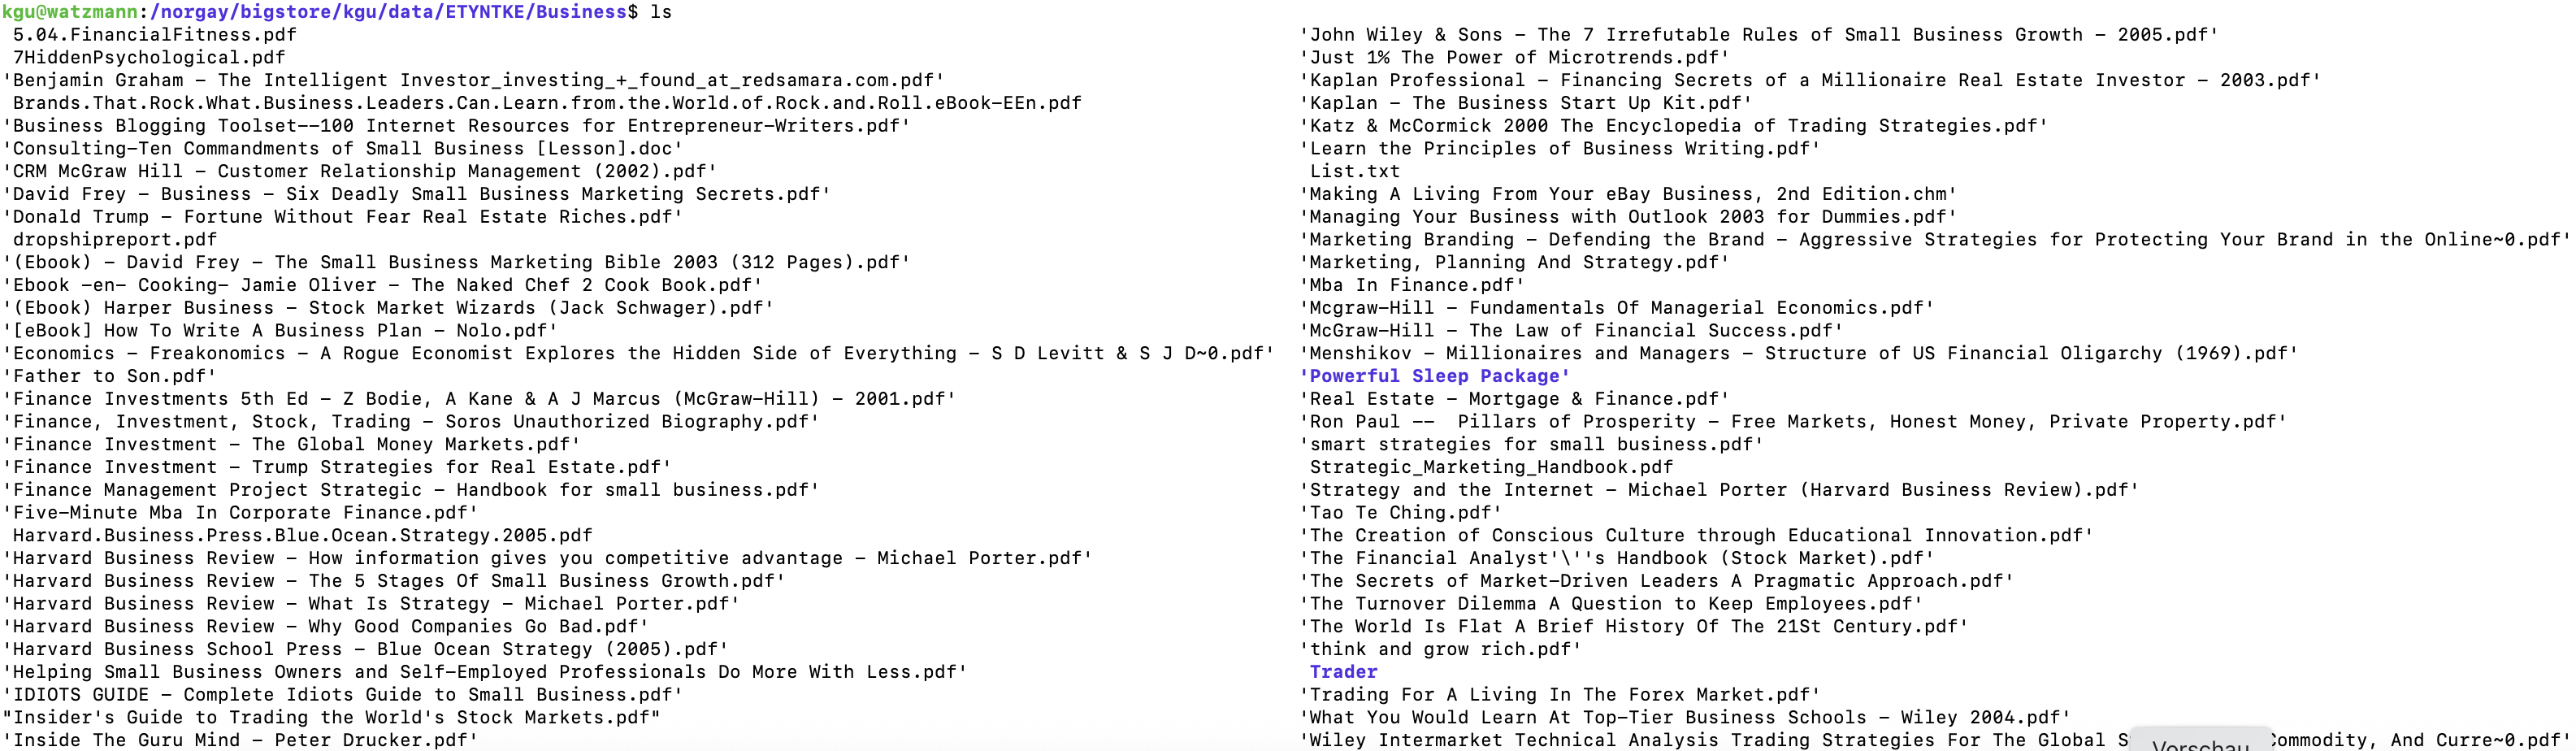 kgu@watzmann:/norgay/bigstore/kgu/data/ETYNTKE/Business$ ls
5.04.FinancialFitness.pdf
7HiddenPsychological.pdf
'Benjamin Graham - The Intelligent Investor_investing_+_found_at_redsamara.com.pdf'
Brands.That.Rock.What.Business.Leaders.Can.Learn.from.the.World.of.Rock.and.Roll.eBook-EEn.pdf
'Business Blogging Toolset--100 Internet Resources for Entrepreneur-Writers.pdf'
'Consulting-Ten Commandments of Small Business [Lesson].doc'
'CRM McGraw Hill - Customer Relationship Management (2002).pdf'
'David Frey - Business - Six Deadly Small Business Marketing Secrets.pdf'
'Donald Trump - Fortune Without Fear Real Estate Riches.pdf'
dropshipreport.pdf
'(Ebook) - David Frey - The Small Business Marketing Bible 2003 (312 Pages).pdf'
'Ebook -en- Cooking- Jamie Oliver - The Naked Chef 2 Cook Book.pdf'
'(Ebook) Harper Business - Stock Market Wizards (Jack Schwager).pdf'
'[eBook] How To Write A Business Plan - Nolo.pdf'
'Economics - Freakonomics - A Rogue Economist Explores the Hidden Side of Everything - S D Levitt & S J D~0.pdf'
'Father to Son.pdf'
'Finance Investments 5th Ed - Z Bodie, A Kane & A J Marcus (McGraw-Hill) - 2001.pdf'
'Finance, Investment, Stock, Trading - Soros Unauthorized Biography.pdf'
'Finance Investment - The Global Money Markets.pdf'
'Finance Investment - Trump Strategies for Real Estate.pdf'
'Finance Management Project Strategic - Handbook for small business.pdf'
'Five-Minute Mba In Corporate Finance.pdf'
Harvard.Business.Press.Blue.Ocean.Strategy.2005.pdf
'Harvard Business Review - How information gives you competitive advantage - Michael Porter.pdf'
'Harvard Business Review - The 5 Stages Of Small Business Growth.pdf'
'Harvard Business Review - What Is Strategy - Michael Porter.pdf'
'Harvard Business Review - Why Good Companies Go Bad.pdf'
'Harvard Business School Press - Blue Ocean Strategy (2005).pdf'
'Helping Small Business Owners and Self-Employed Professionals Do More With Less.pdf'
'IDIOTS GUIDE - Complete Idiots Guide to Small Business.pdf'
"Insider's Guide to Trading the World's Stock Markets.pdf"
'Inside The Guru Mind - Peter Drucker.pdf'
'John Wiley & Sons - The 7 Irrefutable Rules of Small Business Growth - 2005.pdf'
'Just 1% The Power of Microtrends.pdf'
'Kaplan Professional - Financing Secrets of a Millionaire Real Estate Investor - 2003.pdf'
'Kaplan - The Business Start Up Kit.pdf'
'Katz & McCormick 2000 The Encyclopedia of Trading Strategies.pdf'
'Learn the Principles of Business Writing.pdf'
List.txt
'Making A Living From Your eBay Business, 2nd Edition.chm'
'Managing Your Business with Outlook 2003 for Dummies.pdf'
'Marketing Branding - Defending the Brand - Aggressive Strategies for Protecting Your Brand in the Online~0.pdf'
'Marketing, Planning And Strategy.pdf'
'Mba In Finance.pdf'
'Mcgraw-Hill - Fundamentals Of Managerial Economics.pdf'
'McGraw-Hill - The Law of Financial Success.pdf'
'Menshikov - Millionaires and Managers - Structure of US Financial Oligarchy (1969).pdf'
'Powerful Sleep Package'
'Real Estate - Mortgage & Finance.pdf'
'Ron Paul --  Pillars of Prosperity - Free Markets, Honest Money, Private Property.pdf'
'smart strategies for small business.pdf'
Strategic_Marketing_Handbook.pdf
'Strategy and the Internet - Michael Porter (Harvard Business Review).pdf'
'Tao Te Ching.pdf'
'The Creation of Conscious Culture through Educational Innovation.pdf'
'The Financial Analyst'\''s Handbook (Stock Market).pdf'
'The Secrets of Market-Driven Leaders A Pragmatic Approach.pdf'
'The Turnover Dilemma A Question to Keep Employees.pdf'
'The World Is Flat A Brief History Of The 21St Century.pdf'
'think and grow rich.pdf'
Trader
'Trading For A Living In The Forex Market.pdf'
'What You Would Learn At Top-Tier Business Schools - Wiley 2004.pdf'
'Wiley Intermarket Technical Analysis Trading Strategies For The Global S Commodity, And Curre~0.pdf'
Vorschau